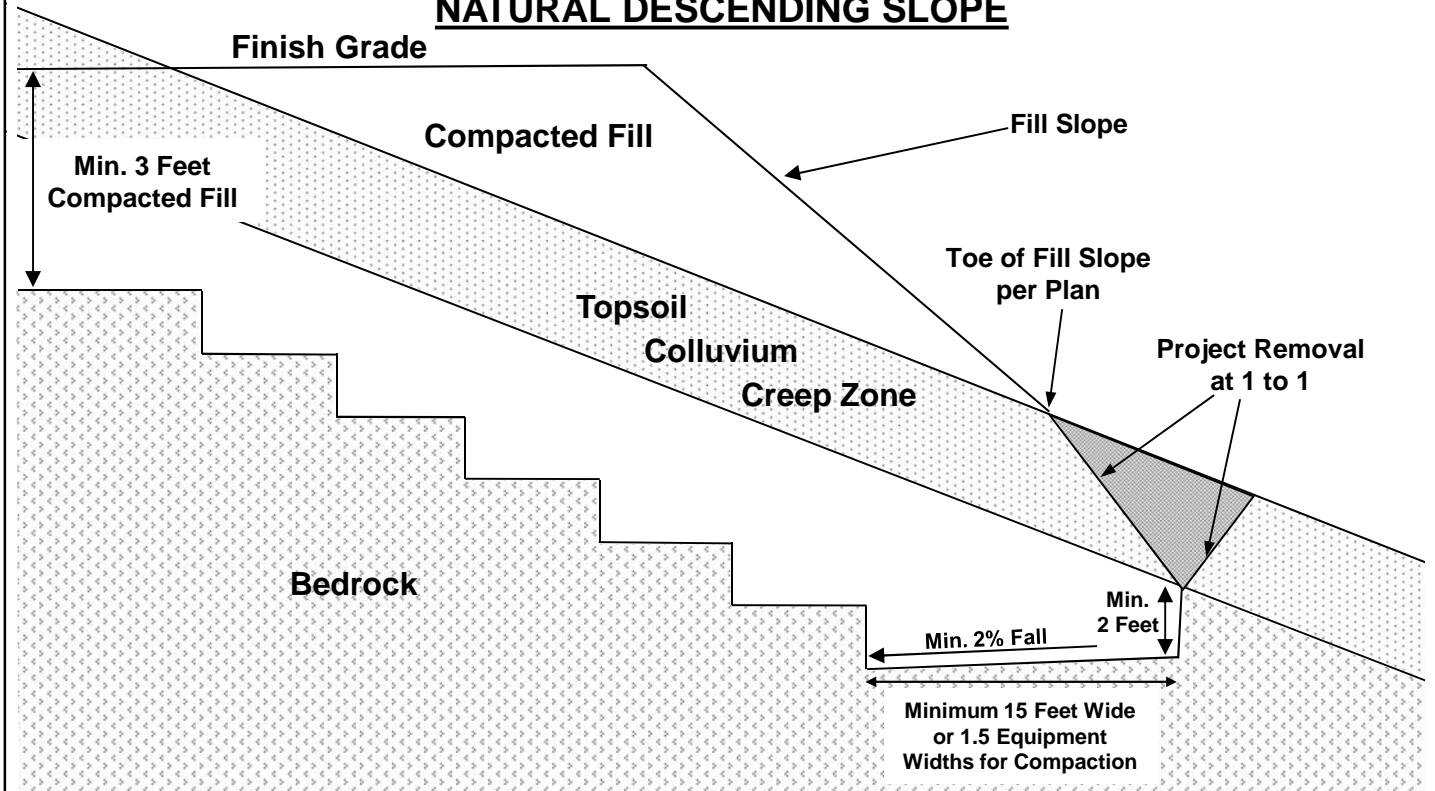 NATURAL DESCENDING SLOPE
Finish Grade
Compacted Fill
Fill Slope
Min. 3 Feet
Compacted Fill
Toe of Fill Slope
per Plan
Topsoil
Colluvium
Creep Zone
Project Removal
at 1 to 1
Bedrock
Min.
2 Feet
Min. 2% Fall
Minimum 15 Feet Wide
or 1.5 Equipment
Widths for Compaction